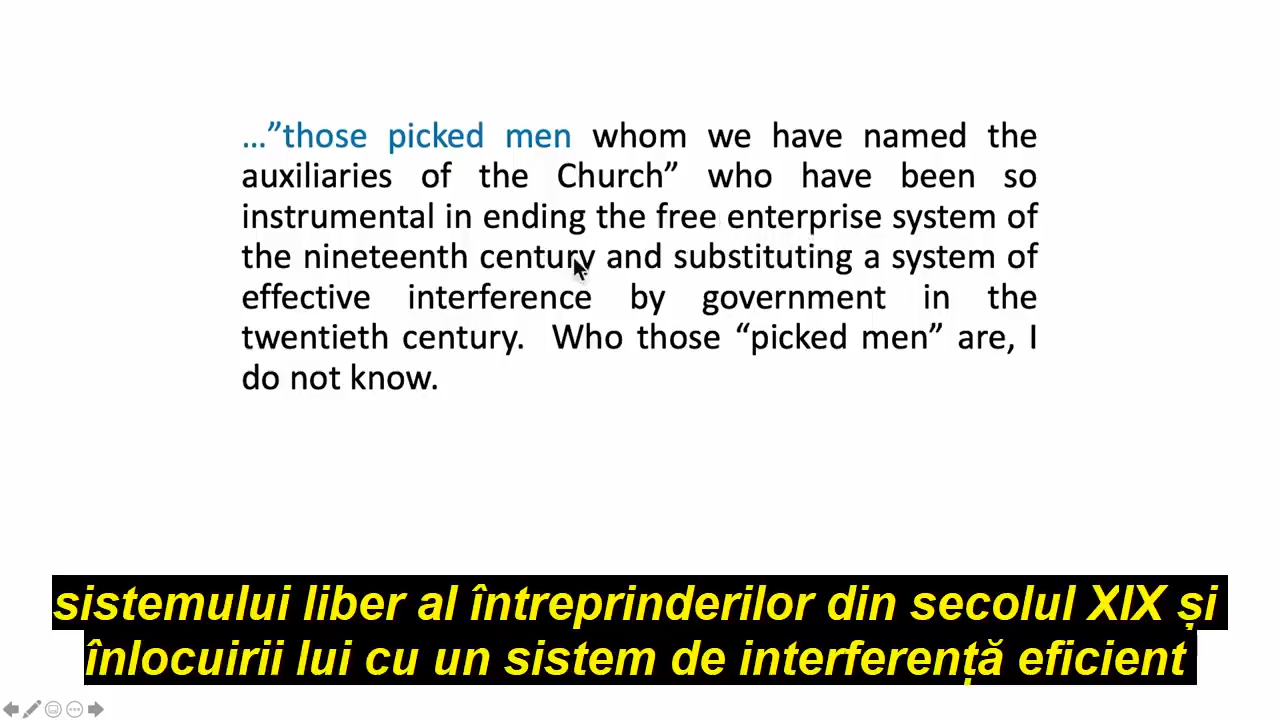 …”those picked men whom we have named the
auxiliaries of the Church” who have been so
instrumental in ending the free enterprise system of
the nineteenth century and substituting a system of
effective interference by government in the
twentieth century. Who those “picked men” are, I
do not know.
sistemului liber al întreprinderilor din secolul XIX și
înlocuirii lui cu un sistem de interferență eficient